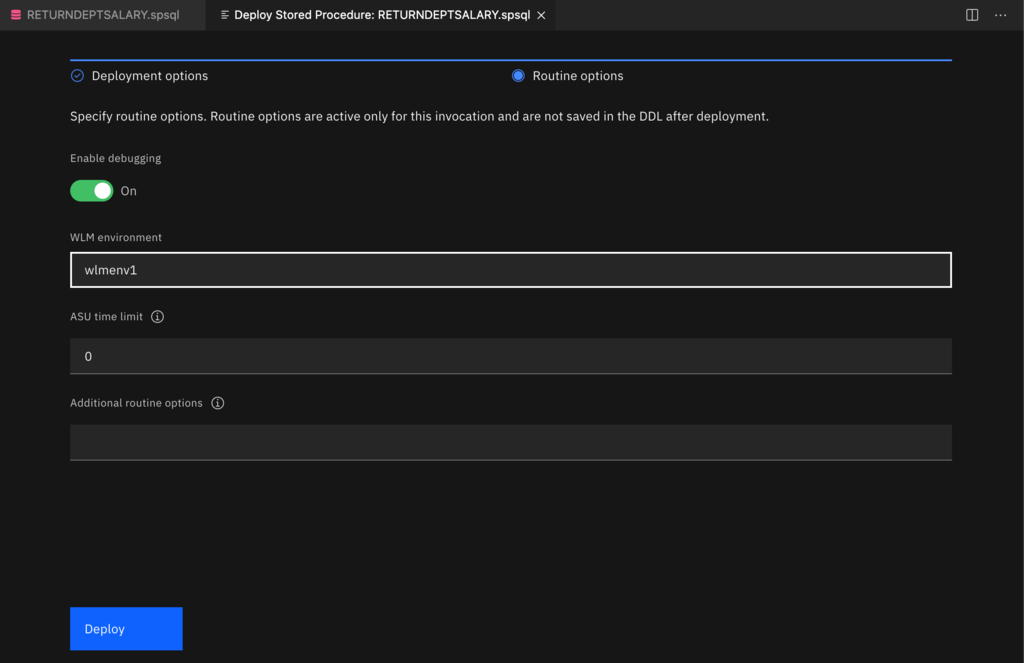 RETURNDEPTSALARY.spsql
Deploy Stored Procedure: RETURNDEPTSALARY.spsql
Deployment options
Routine options
Specify routine options. Routine options are active only for this invocation and are not saved in the DDL after deployment.
Enable debugging
On
WLM environment
wlmenv1
ASU time limit
0
Additional routine options
Deploy